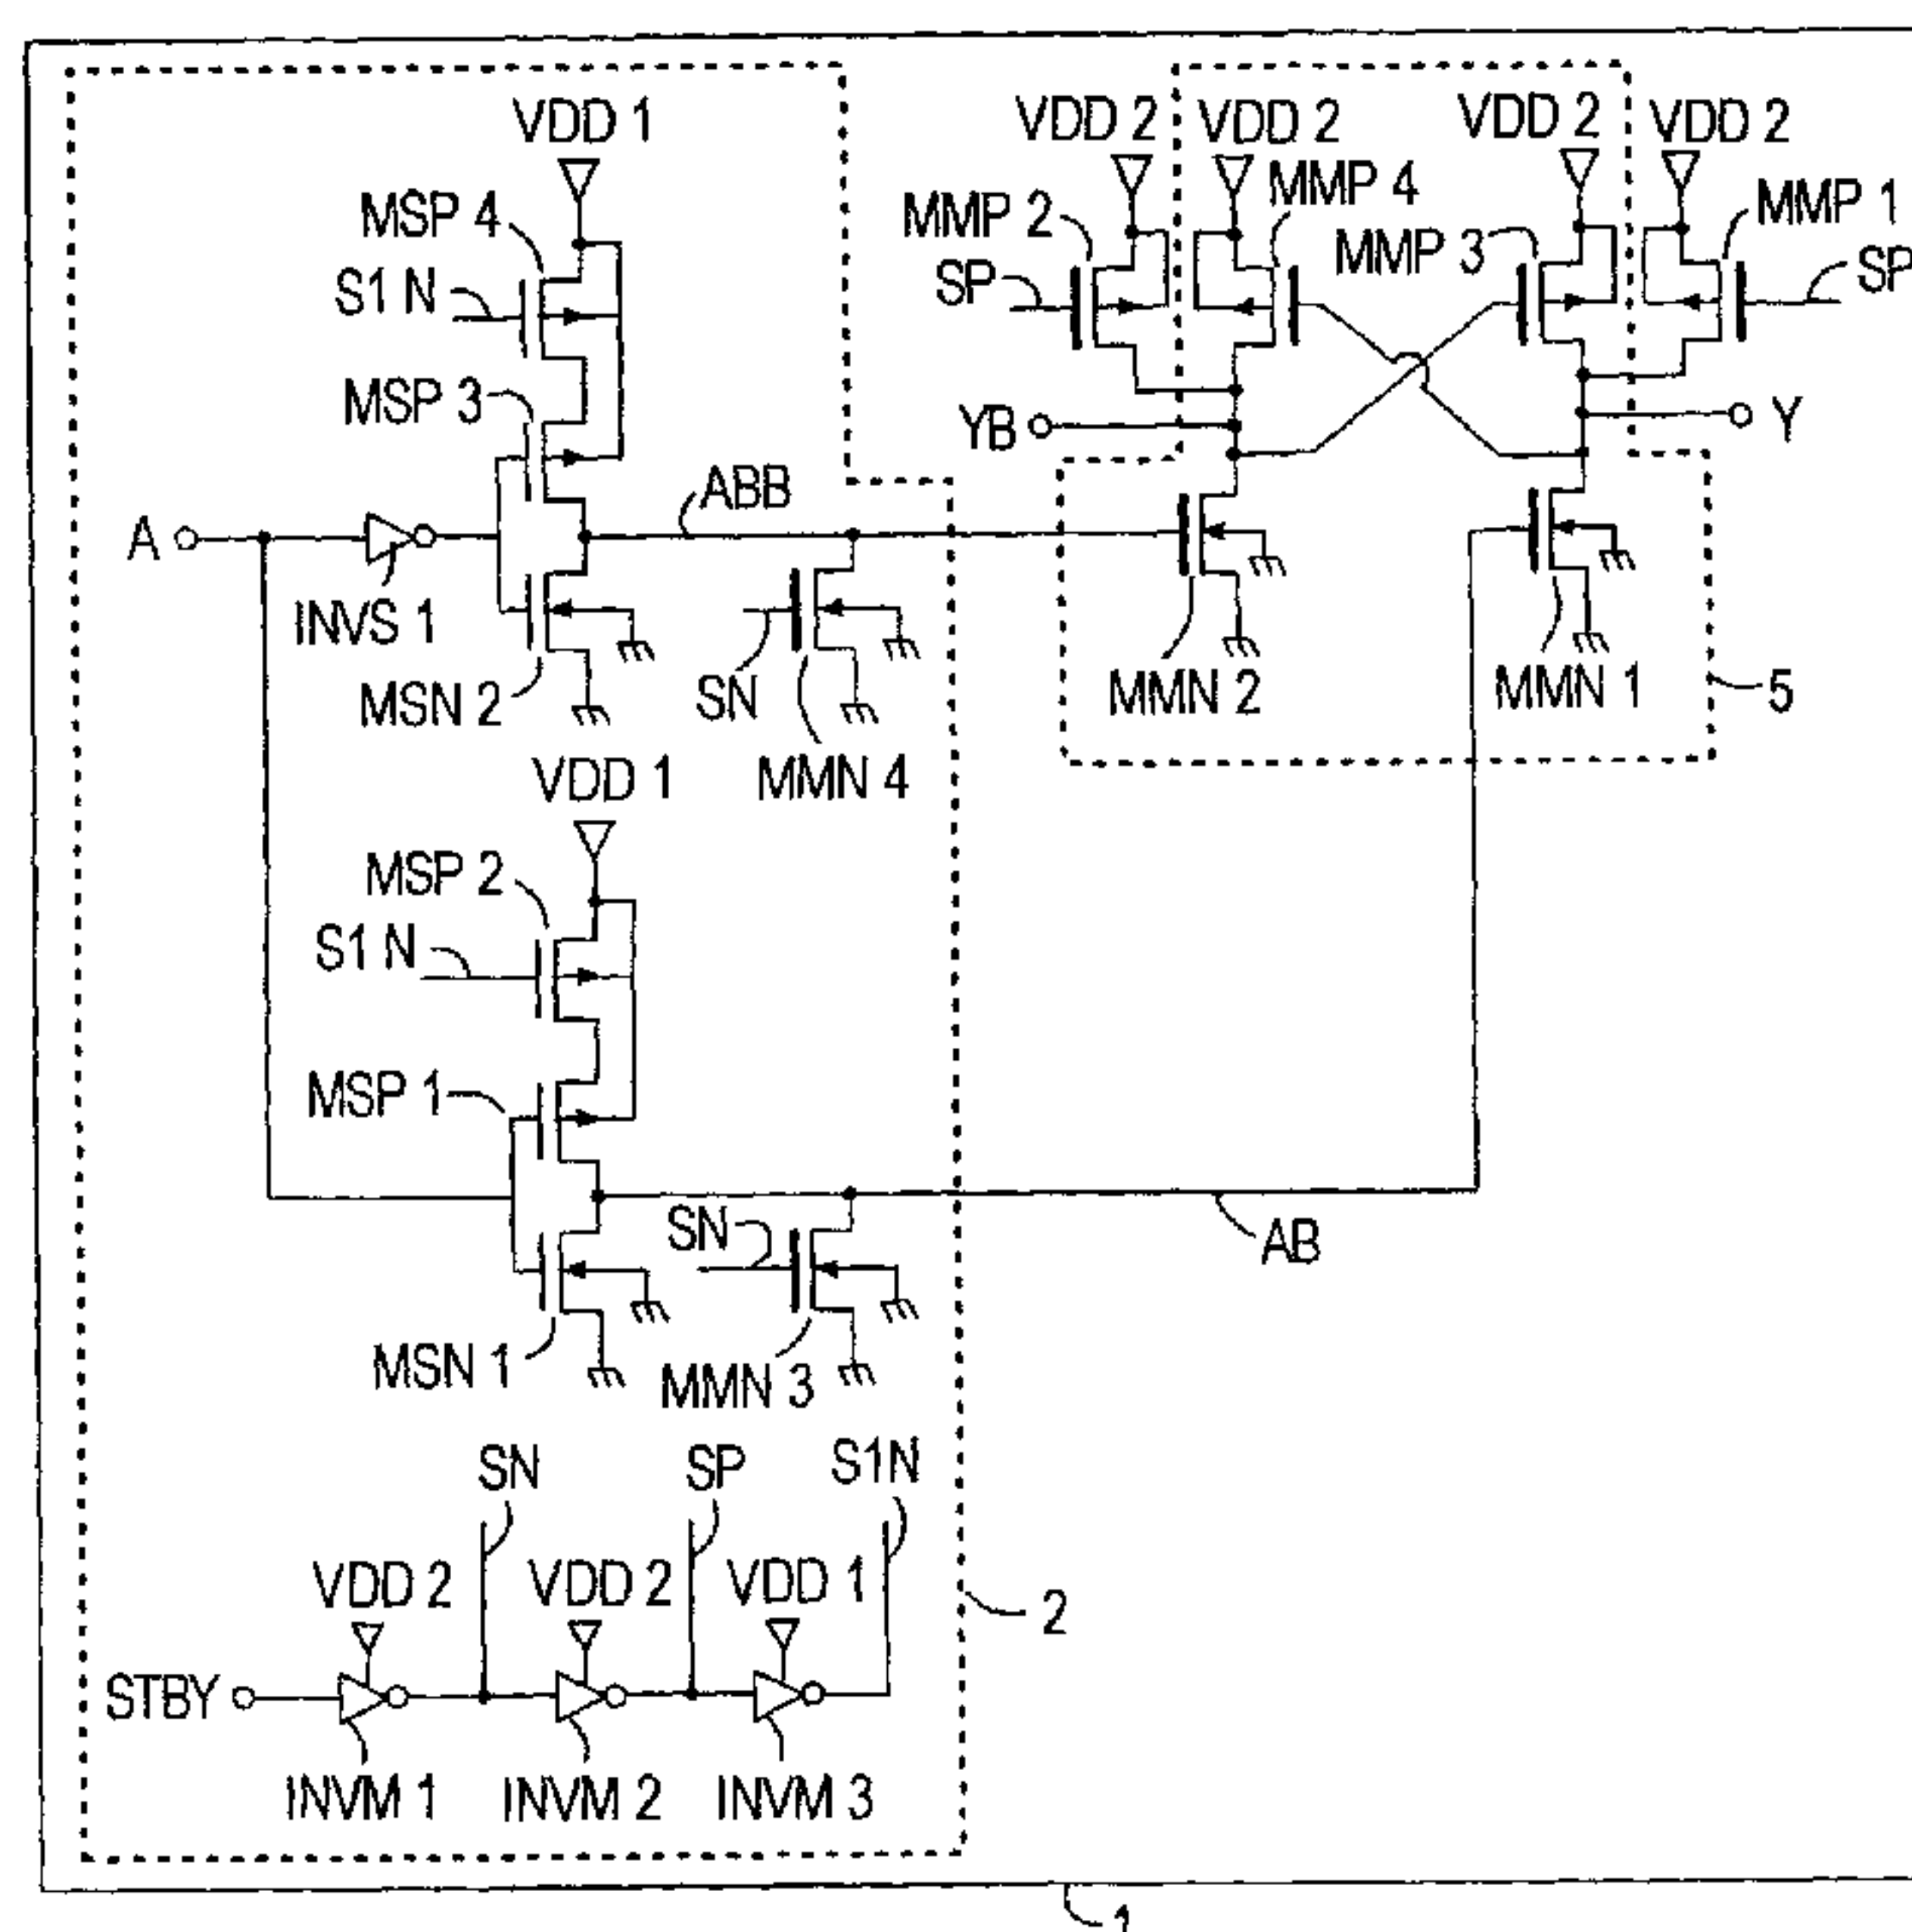 VDD 1
VDD 2
VDD 2
VDD 2
VDD 2
MSP 4
MMP 2
MMP 4
MMP 3
MMP 1
S1 N
SP
SP
MSP 3
YB
Y
A
ABB
INVS 1
MSN 2
SN
MMN 4
MMN 2
MMN 1
5
VDD 1
MSP 2
S1 N
MSP 1
SN
AB
MSN 1
MMN 3
SN
SP
S1N
VDD 2
VDD 2
VDD 1
2
STBY
INVM 1
INVM 2
INVM 3
1